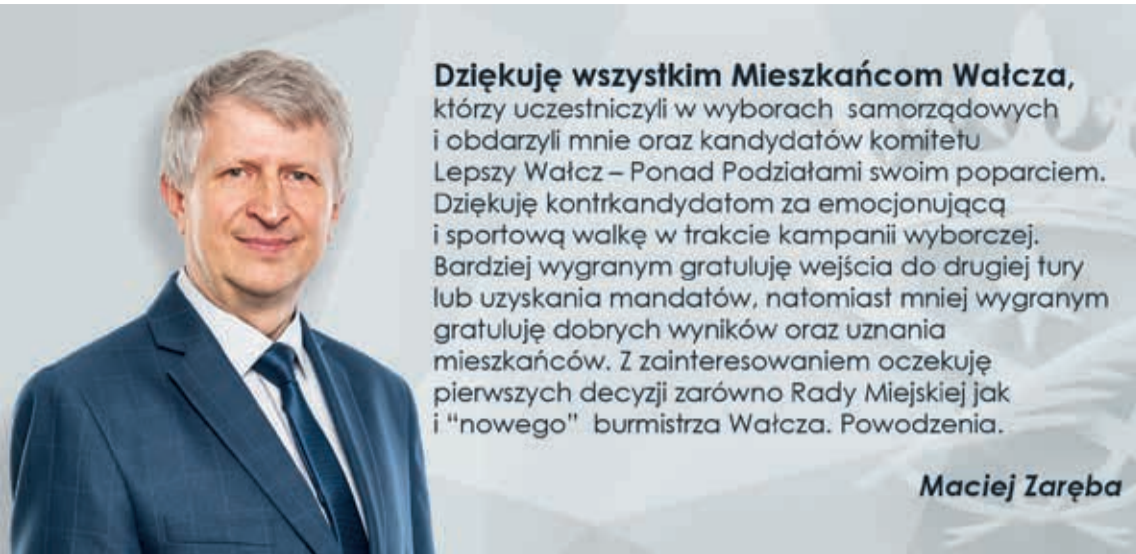 Dziękuję wszystkim Mieszkańcom Wałcza,
którzy uczestniczyli w wyborach samorządowych
i obdarzyli mnie oraz kandydatów komitetu
Lepszy Wałcz – Ponad Podziałami swoim poparciem.
Dziękuję kontrkandydatom za emocjonującą
i sportową walkę w trakcie kampanii wyborczej.
Bardziej wygranym gratuluję wejścia do drugiej tury
lub uzyskania mandatów, natomiast mniej wygranym
gratuluję dobrych wyników oraz uznania
mieszkańców. Z zainteresowaniem oczekuję
pierwszych decyzji zarówno Rady Miejskiej jak
i “nowego” burmistrza Wałcza. Powodzenia.
Maciej Zaręba